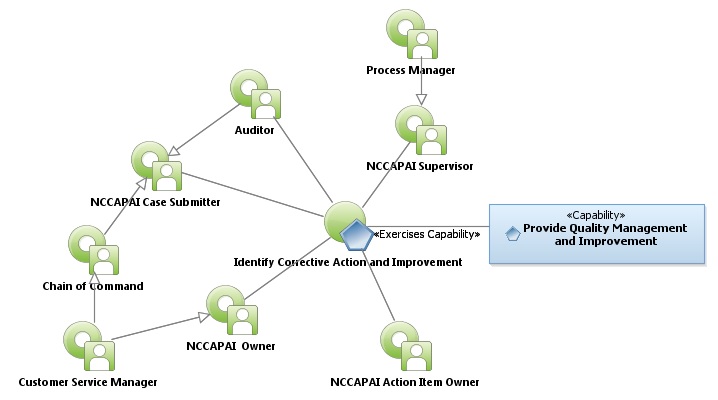 Process Manager
Auditor
NCCAPAI Supervisor
NCCAPAI Case Submitter
«Capability»
Provide Quality Management
and Improvement
«Exercises Capability»
Identify Corrective Action and Improvement
Chain of Command
NCCAPAI  Owner
Customer Service Manager
NCCAPAI Action Item Owner